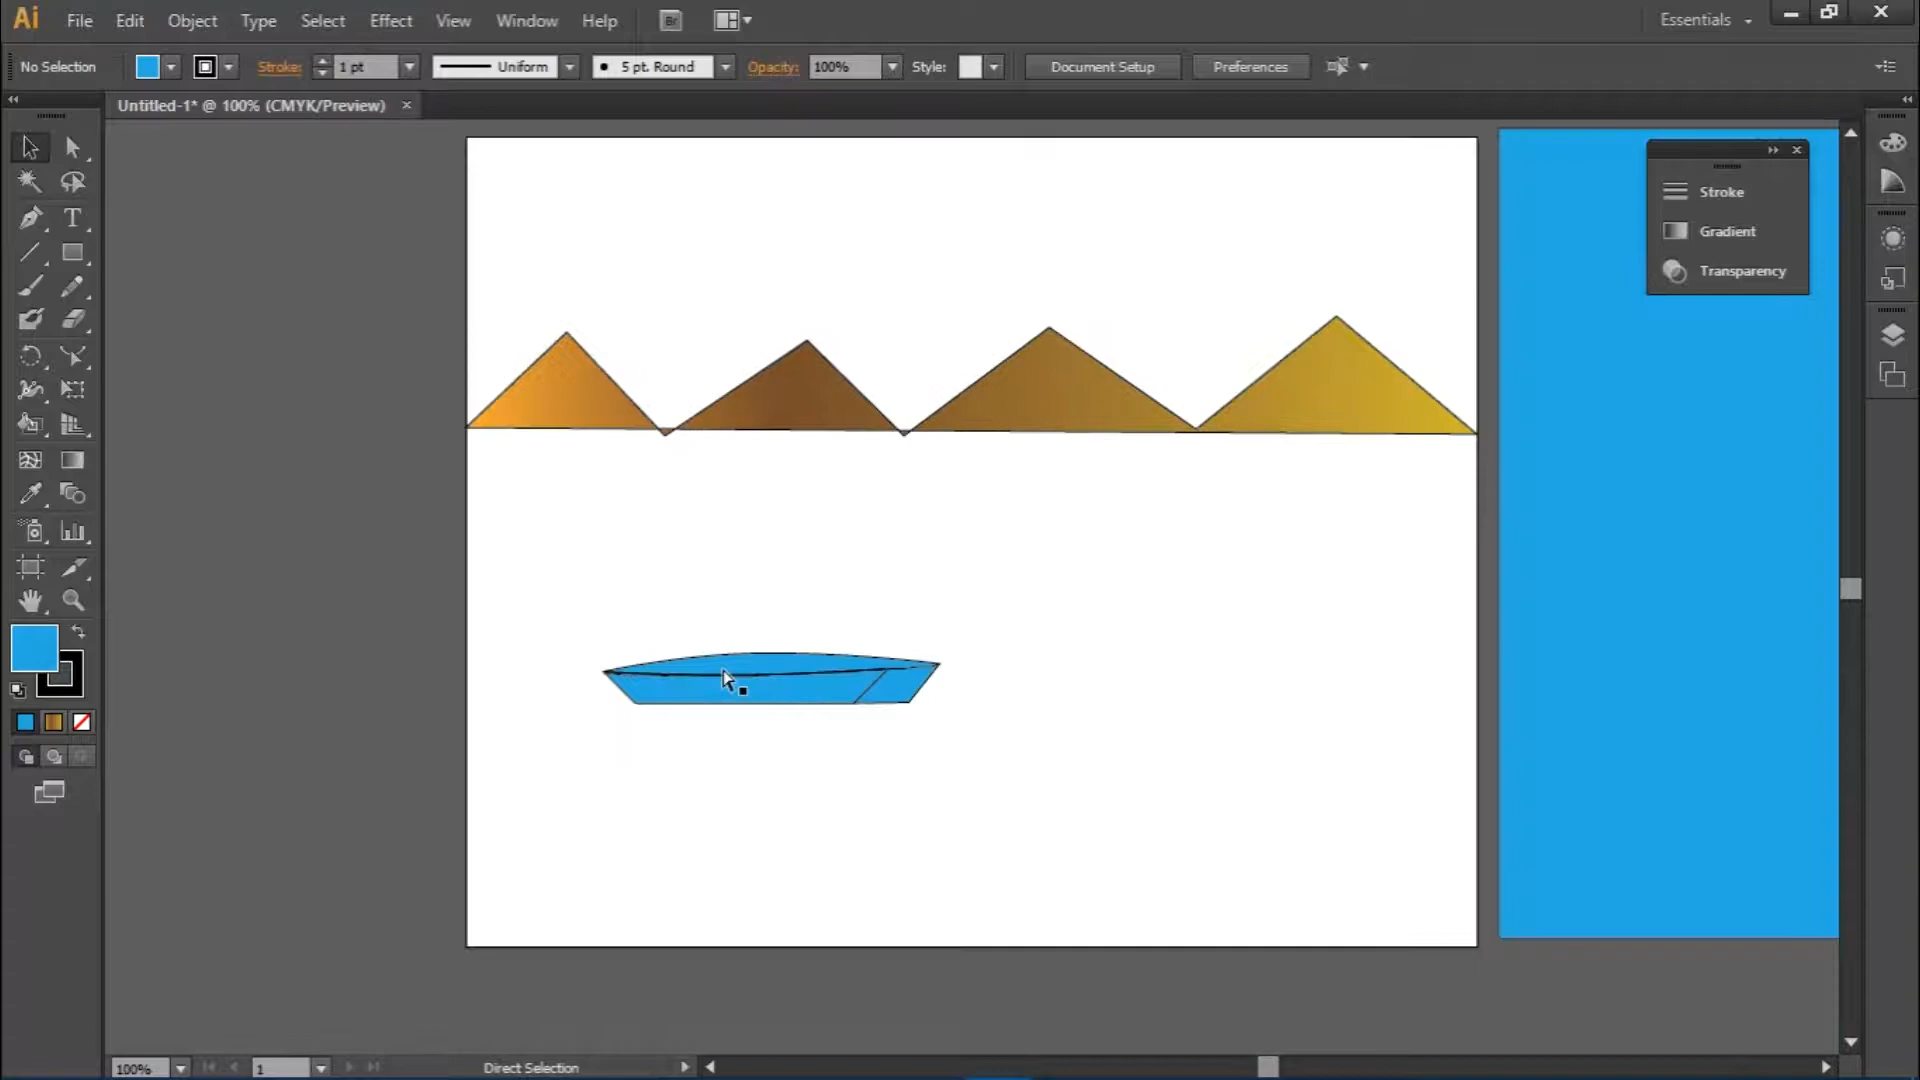 Ai File Edit Object Type Select Effect View Window Help Br Essentials
No Selection Stroke: 1 pt Uniform 5 pt. Round Opacity: 100% Style: Document Setup Preferences
Untitled-1* @ 100% (CMYK/Preview)
Stroke
Gradient
Transparency
T
100% 1 Direct Selection